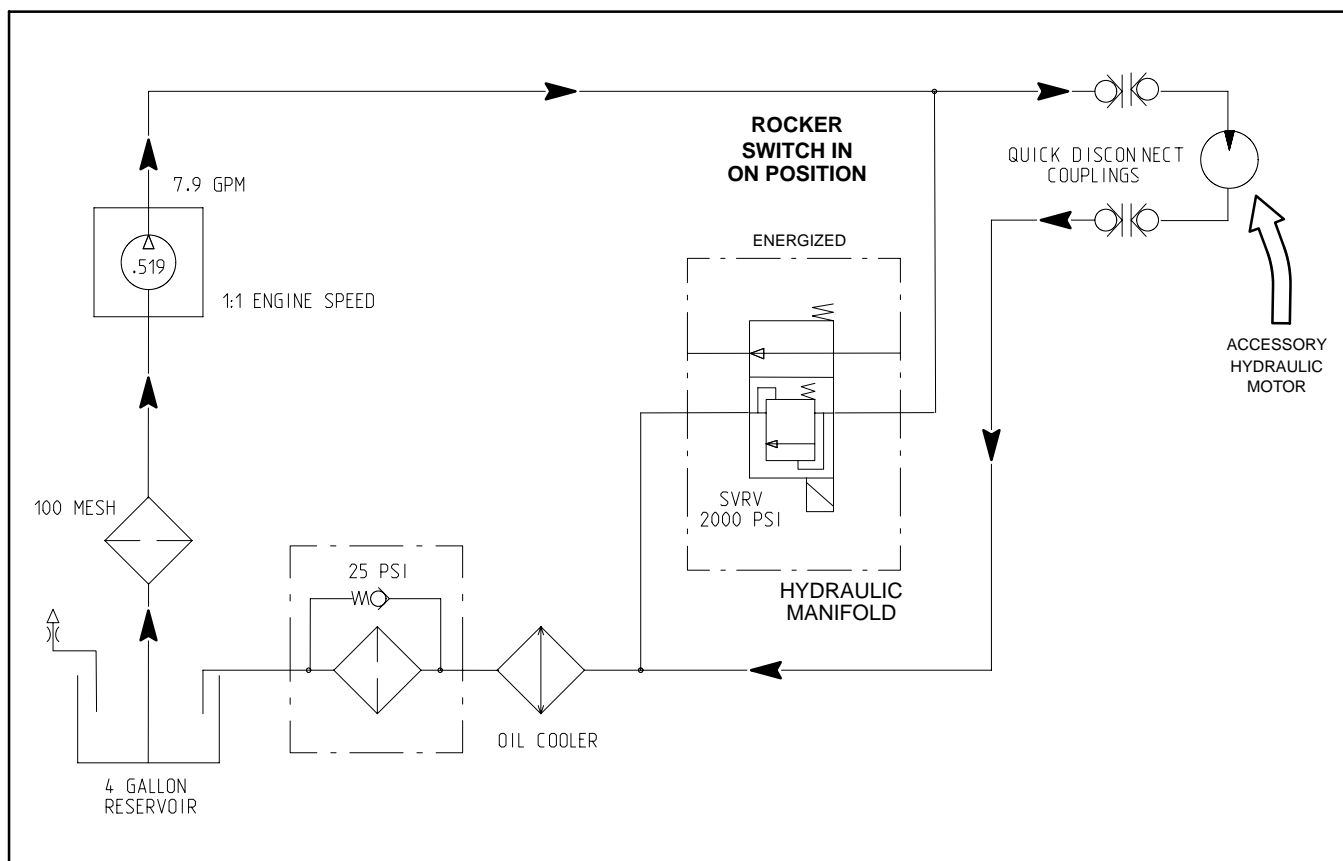 ROCKER
SWITCH IN
ON POSITION
QUICK DISCONNECT
COUPLINGS
7.9 GPM
.519
1:1 ENGINE SPEED
ENERGIZED
ACCESSORY
HYDRAULIC
MOTOR
SVRV
2000 PSI
100 MESH
25 PSI
HYDRAULIC
MANIFOLD
OIL COOLER
4 GALLON
RESERVOIR